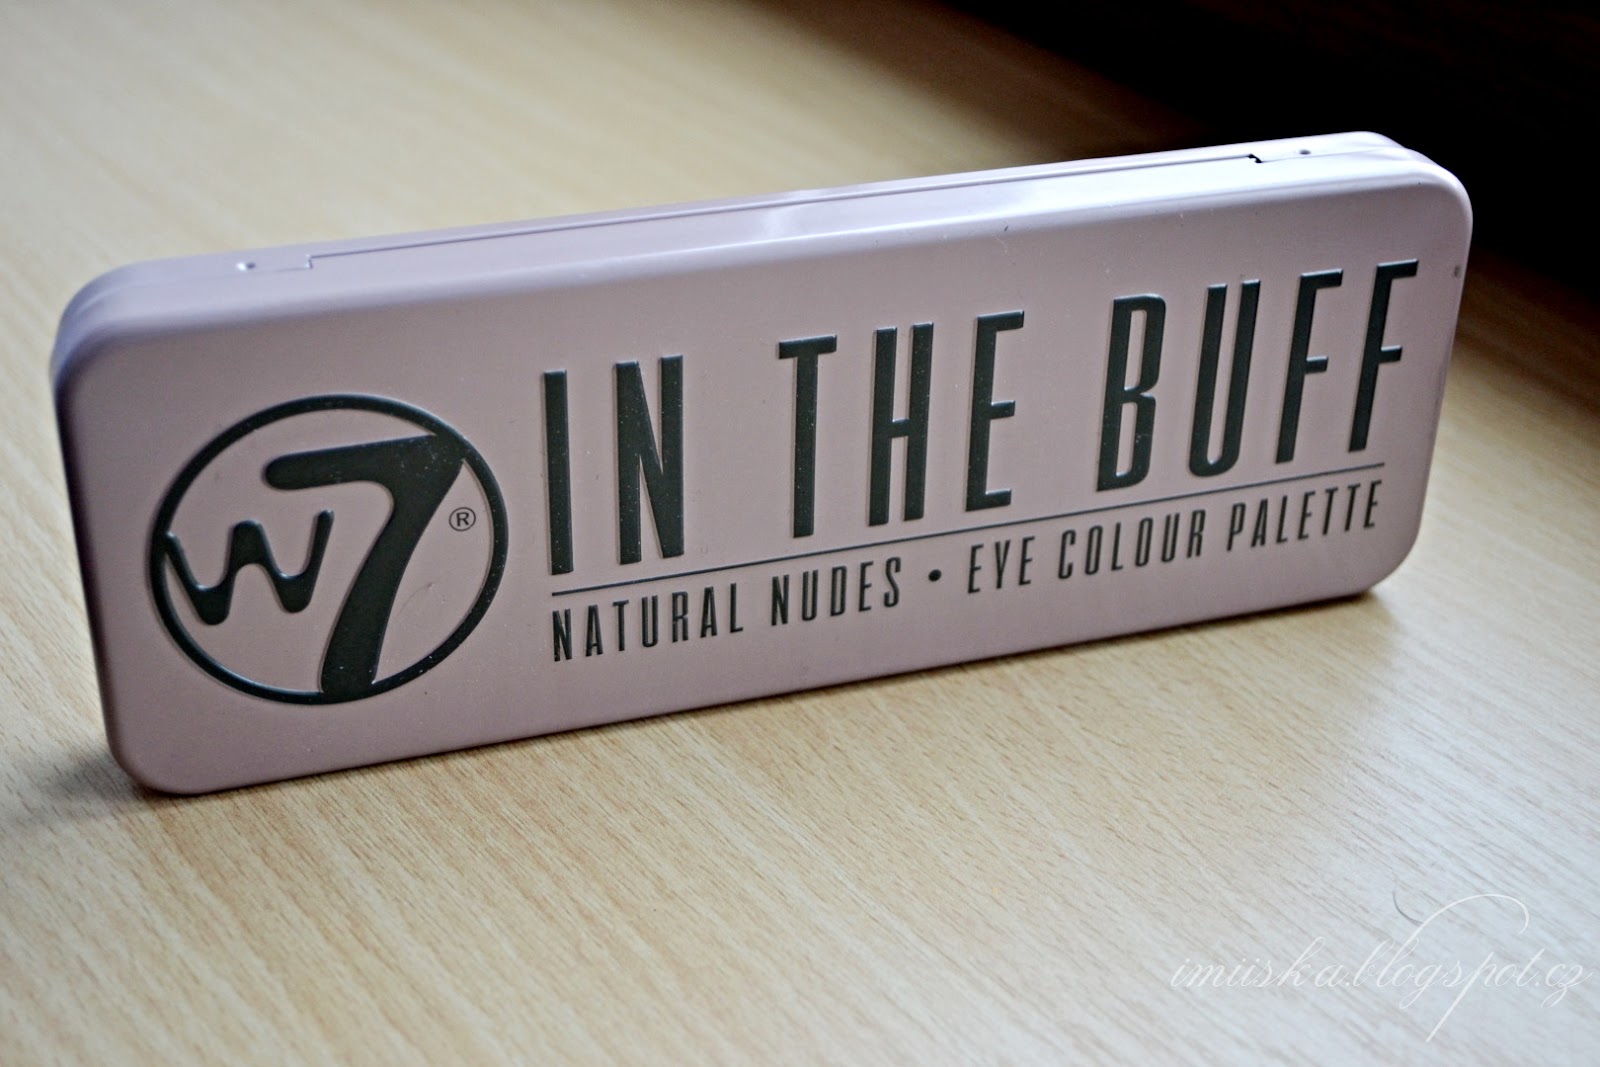 W7®
IN THE BUFF
NATURAL NUDES • EYE COLOUR PALETTE
imiiska.blogspot.cz